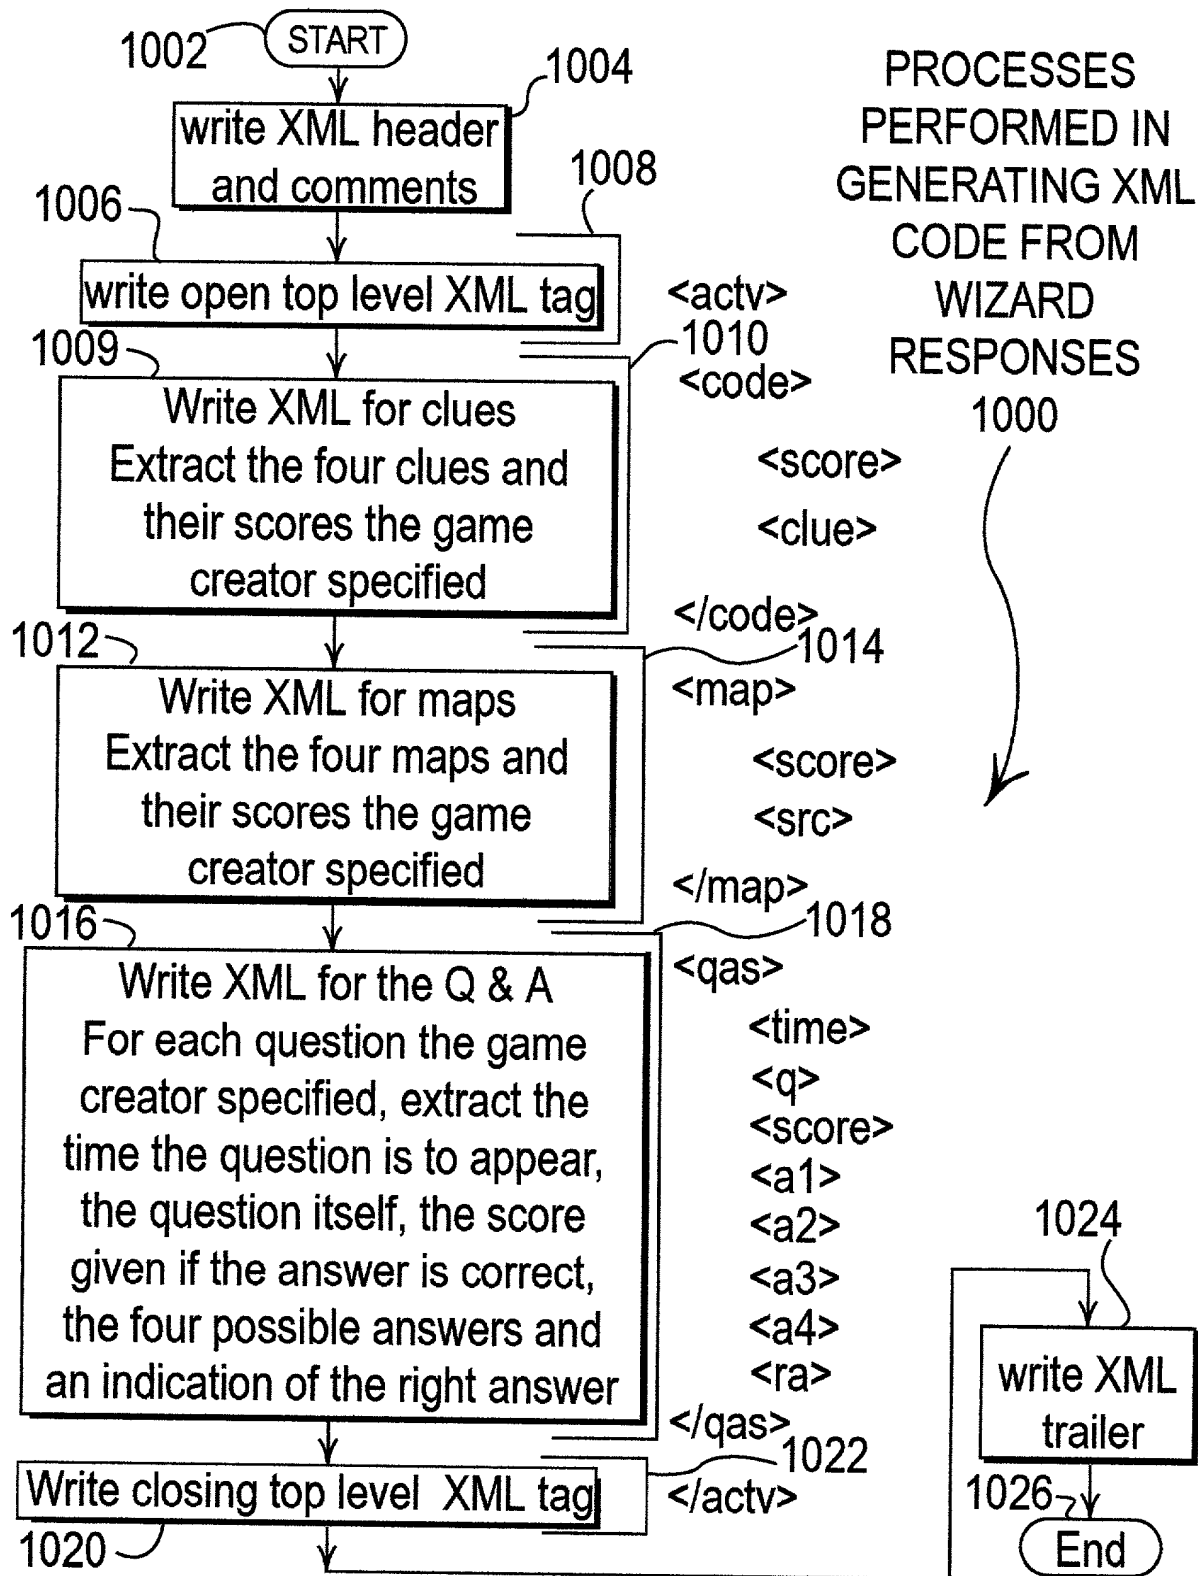 1002
START
1004
write XML header
and comments
1006
1008
write open top level XML tag
<actv>
1009
1010
Write XML for clues
Extract the four clues and
their scores the game
creator specified
<code>
<score>
<clue>
</code>
1012
1014
Write XML for maps
Extract the four maps and
their scores the game
creator specified
<map>
<score>
<src>
</map>
1016
1018
Write XML for the Q & A
For each question the game
creator specified, extract the
time the question is to appear,
the question itself, the score
given if the answer is correct,
the four possible answers and
an indication of the right answer
<qas>
<time>
<q>
<score>
<a1>
<a2>
<a3>
<a4>
<ra>
</qas>
1022
Write closing top level XML tag
</actv>
1020
PROCESSES
PERFORMED IN
GENERATING XML
CODE FROM
WIZARD
RESPONSES
1000
1024
write XML
trailer
1026
End